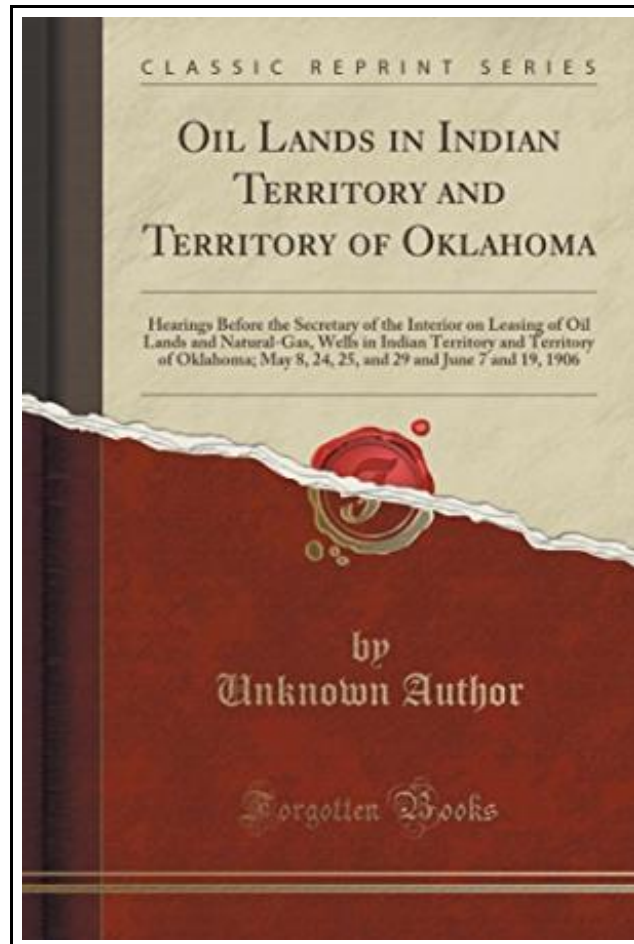 CLASSIC REPRINT SERIES
OIL LANDS IN INDIAN
TERRITORY AND
TERRITORY OF OKLAHOMA
Hearings Before the Secretary of the Interior on Leasing of Oil
Lands and Natural-Gas, Wells in Indian Territory and Territory
of Oklahoma; May 8, 24, 25, and 29 and June 7 and 19, 1906
by
Unknown Author
Forgotten Books